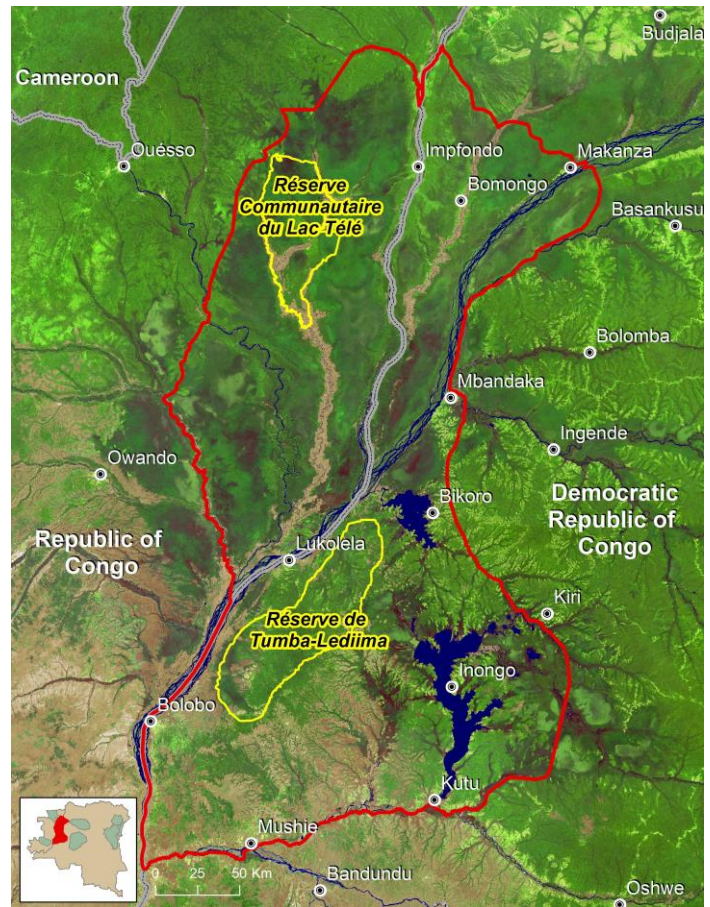 Budjala
Cameroon
Ouésso
Impfondo
Makanza
Réserve
Communautaire
du Lac Télé
Bomongo
Basankusu
Bolomba
Mbandaka
Ingende
Owando
Bikoro
Democratic
Republic of
Congo
Republic of
Congo
Lukolela
Kiri
Réserve de
Tumba-Lediima
Inongo
Bolobo
Kutu
Mushie
0 25 50 Km
Bandundu
Oshwe